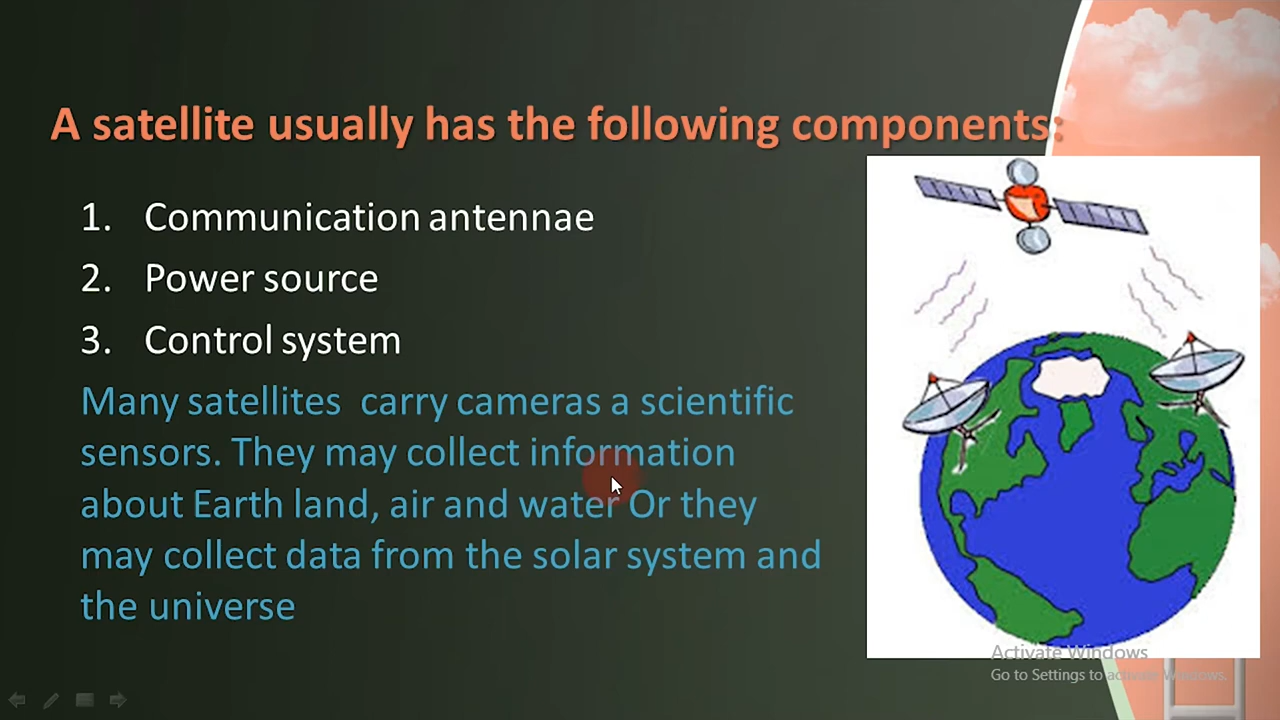 A satellite usually has the following components:
1. Communication antennae
2. Power source
3. Control system
Many satellites carry cameras a scientific
sensors. They may collect information
about Earth land, air and water Or they
may collect data from the solar system and
the universe
Activate Windows
Go to Settings to activate Windows.